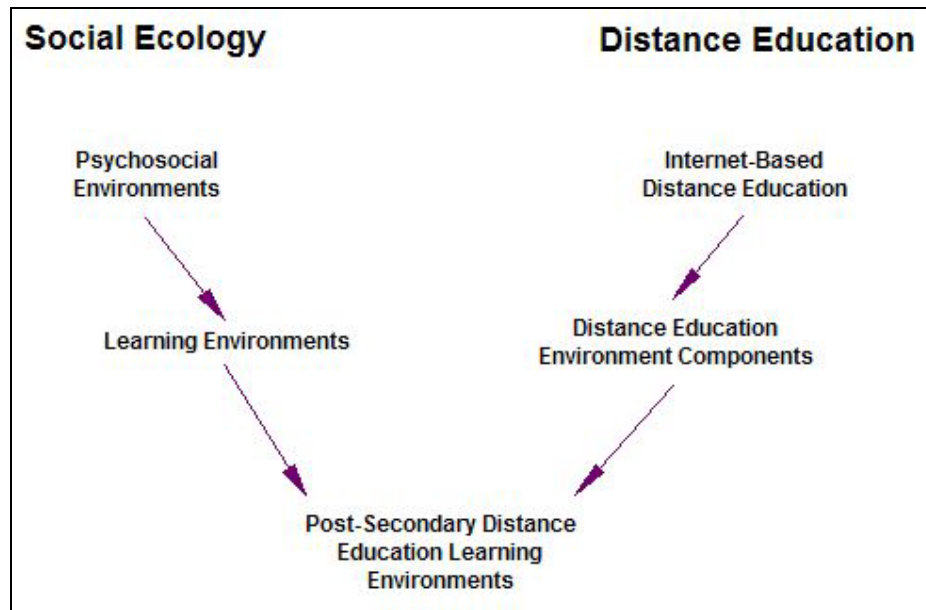 Social Ecology
Distance Education
Psychosocial
Environments
Internet-Based
Distance Education
Learning Environments
Distance Education
Environment Components
Post-Secondary Distance
Education Learning
Environments